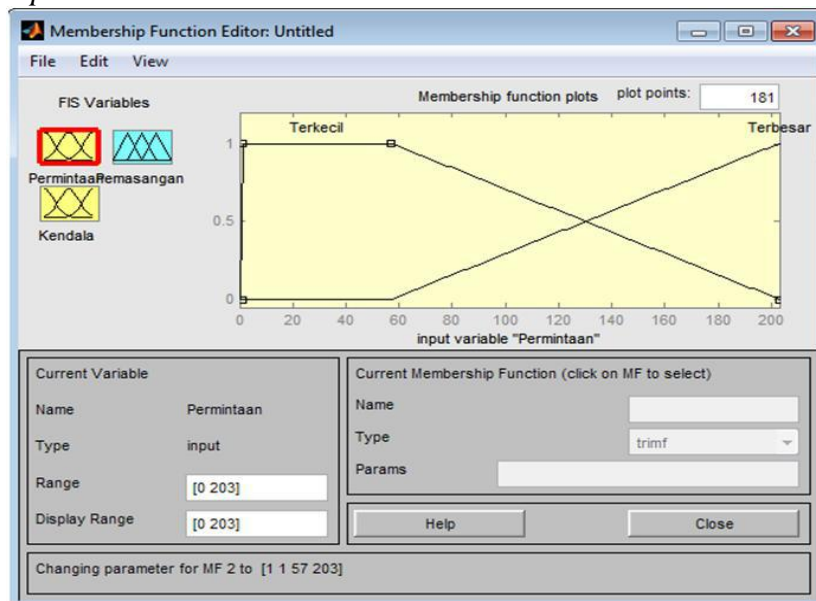 Membership Function Editor: Untitled
File Edit View
FIS Variables
Membership function plots plot points: 181
Terkecil Terbesar
Permintaan Pemasangan
Kendala
1
0.5
0
0 20 40 60 80 100 120 140 160 180 200
input variable "Permintaan"
Current Variable
Name Permintaan
Type input
Range [0 203]
Display Range [0 203]
Current Membership Function (click on MF to select)
Name
Type trimf
Params
Help Close
Changing parameter for MF 2 to [1 1 57 203]